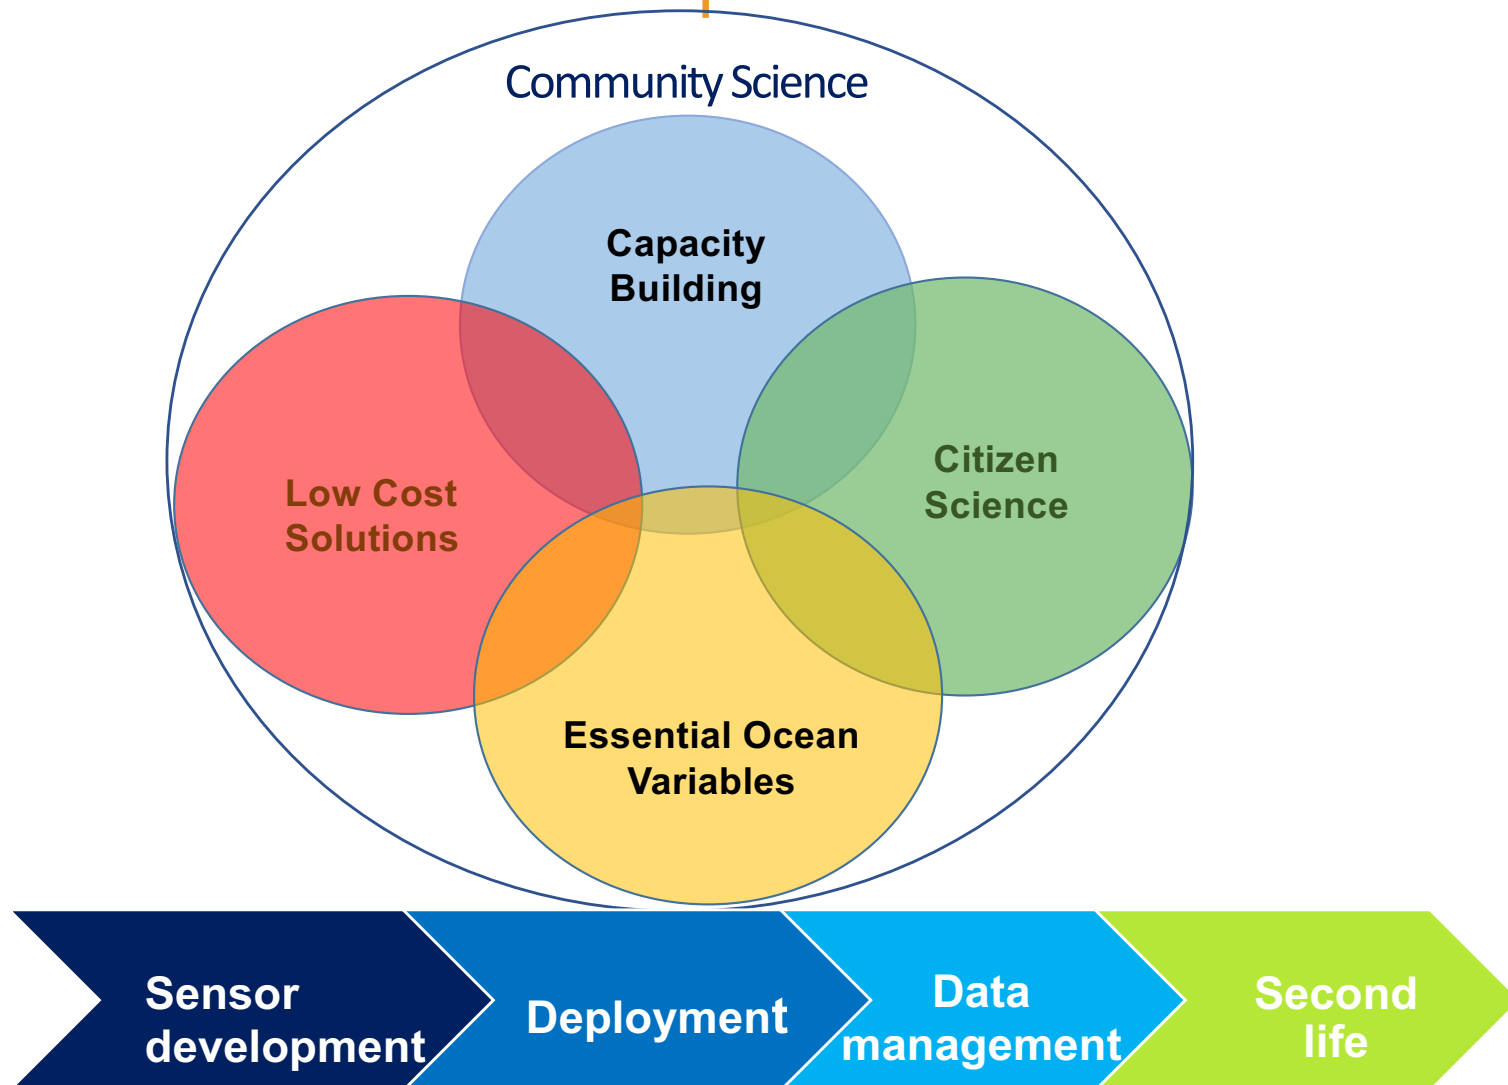 Community Science
Capacity
Building
Citizen
Science
Low Cost
Solutions
Essential Ocean
Variables
Sensor
development
Deployment
Data
management
Second
life